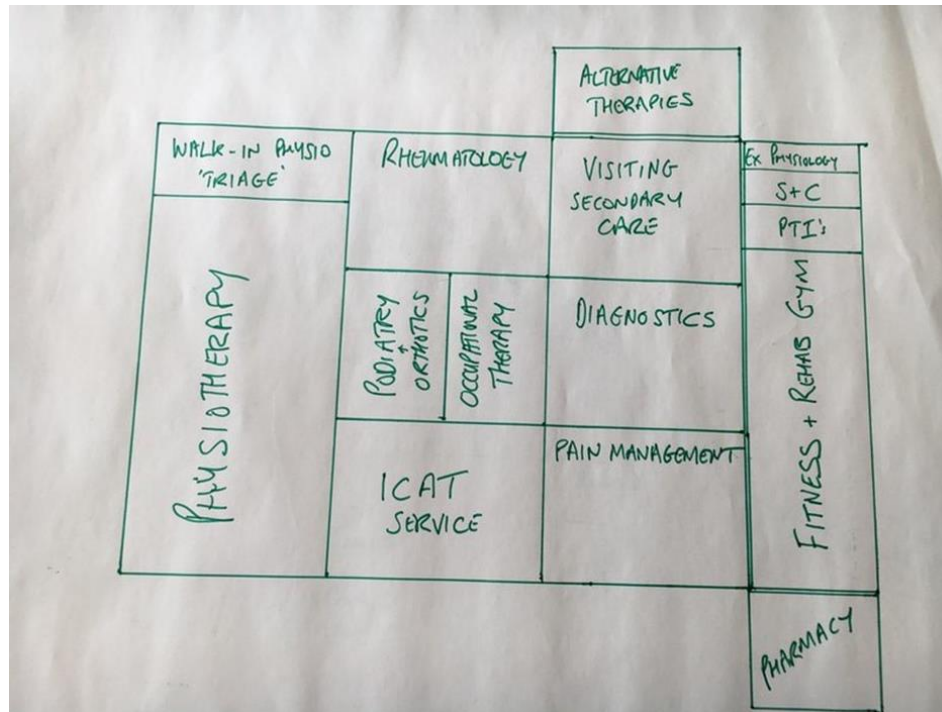 ALTERNATIVE
THERAPIES
WALK-IN PHYSIO
'TRIAGE'
RHEUMATOLOGY
VISITING
SECONDARY
CARE
EX PHYSIOLOGY
S+C
PTI's
PHYSIOTHERAPY
PODIATRY
+
ORTHOTICS
OCCUPATIONAL
THERAPY
DIAGNOSTICS
FITNESS + REHAB GYM
ICAT
SERVICE
PAIN MANAGEMENT
PHARMACY